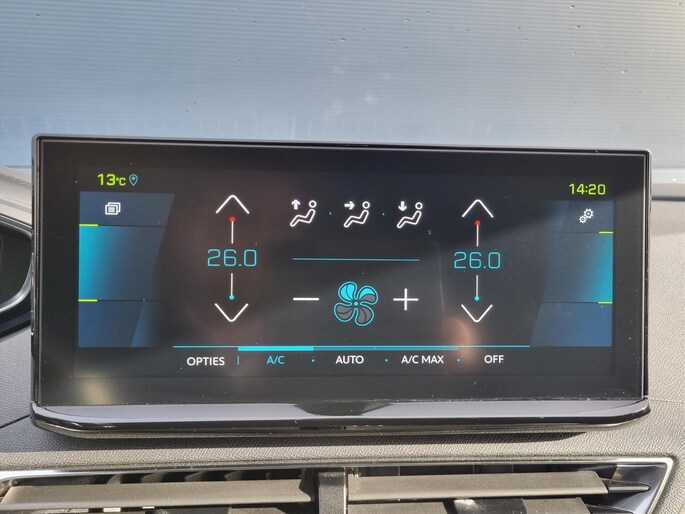 13°C
14:20
26.0
26.0
OPTIES A/C AUTO A/C MAX OFF